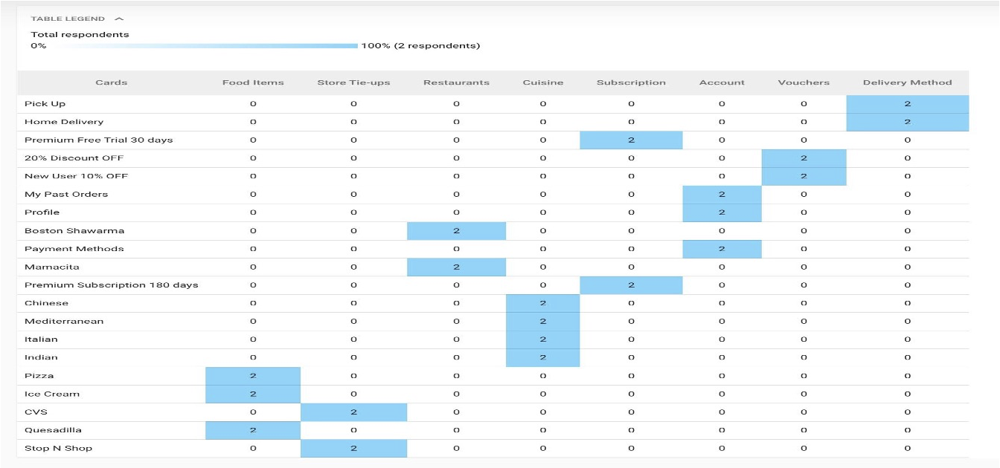 TABLE LEGEND
Total respondents
0% 100% (2 respondents)
Cards Food Items Store Tie-ups Restaurants Cuisine Subscription Account Vouchers Delivery Method
Pick Up 0 0 0 0 0 0 0 2
Home Delivery 0 0 0 0 0 0 0 2
Premium Free Trial 30 days 0 0 0 0 2 0 0 0
20% Discount OFF 0 0 0 0 0 0 2 0
New User 10% OFF 0 0 0 0 0 0 2 0
My Past Orders 0 0 0 0 0 2 0 0
Profile 0 0 0 0 0 2 0 0
Boston Shawarma 0 0 2 0 0 0 0 0
Payment Methods 0 0 0 0 0 2 0 0
Mamacita 0 0 2 0 0 0 0 0
Premium Subscription 180 days 0 0 0 0 2 0 0 0
Chinese 0 0 0 2 0 0 0 0
Mediterranean 0 0 0 2 0 0 0 0
Italian 0 0 0 2 0 0 0 0
Indian 0 0 0 2 0 0 0 0
Pizza 2 0 0 0 0 0 0 0
Ice Cream 2 0 0 0 0 0 0 0
CVS 0 2 0 0 0 0 0 0
Quesadilla 2 0 0 0 0 0 0 0
Stop N Shop 0 2 0 0 0 0 0 0